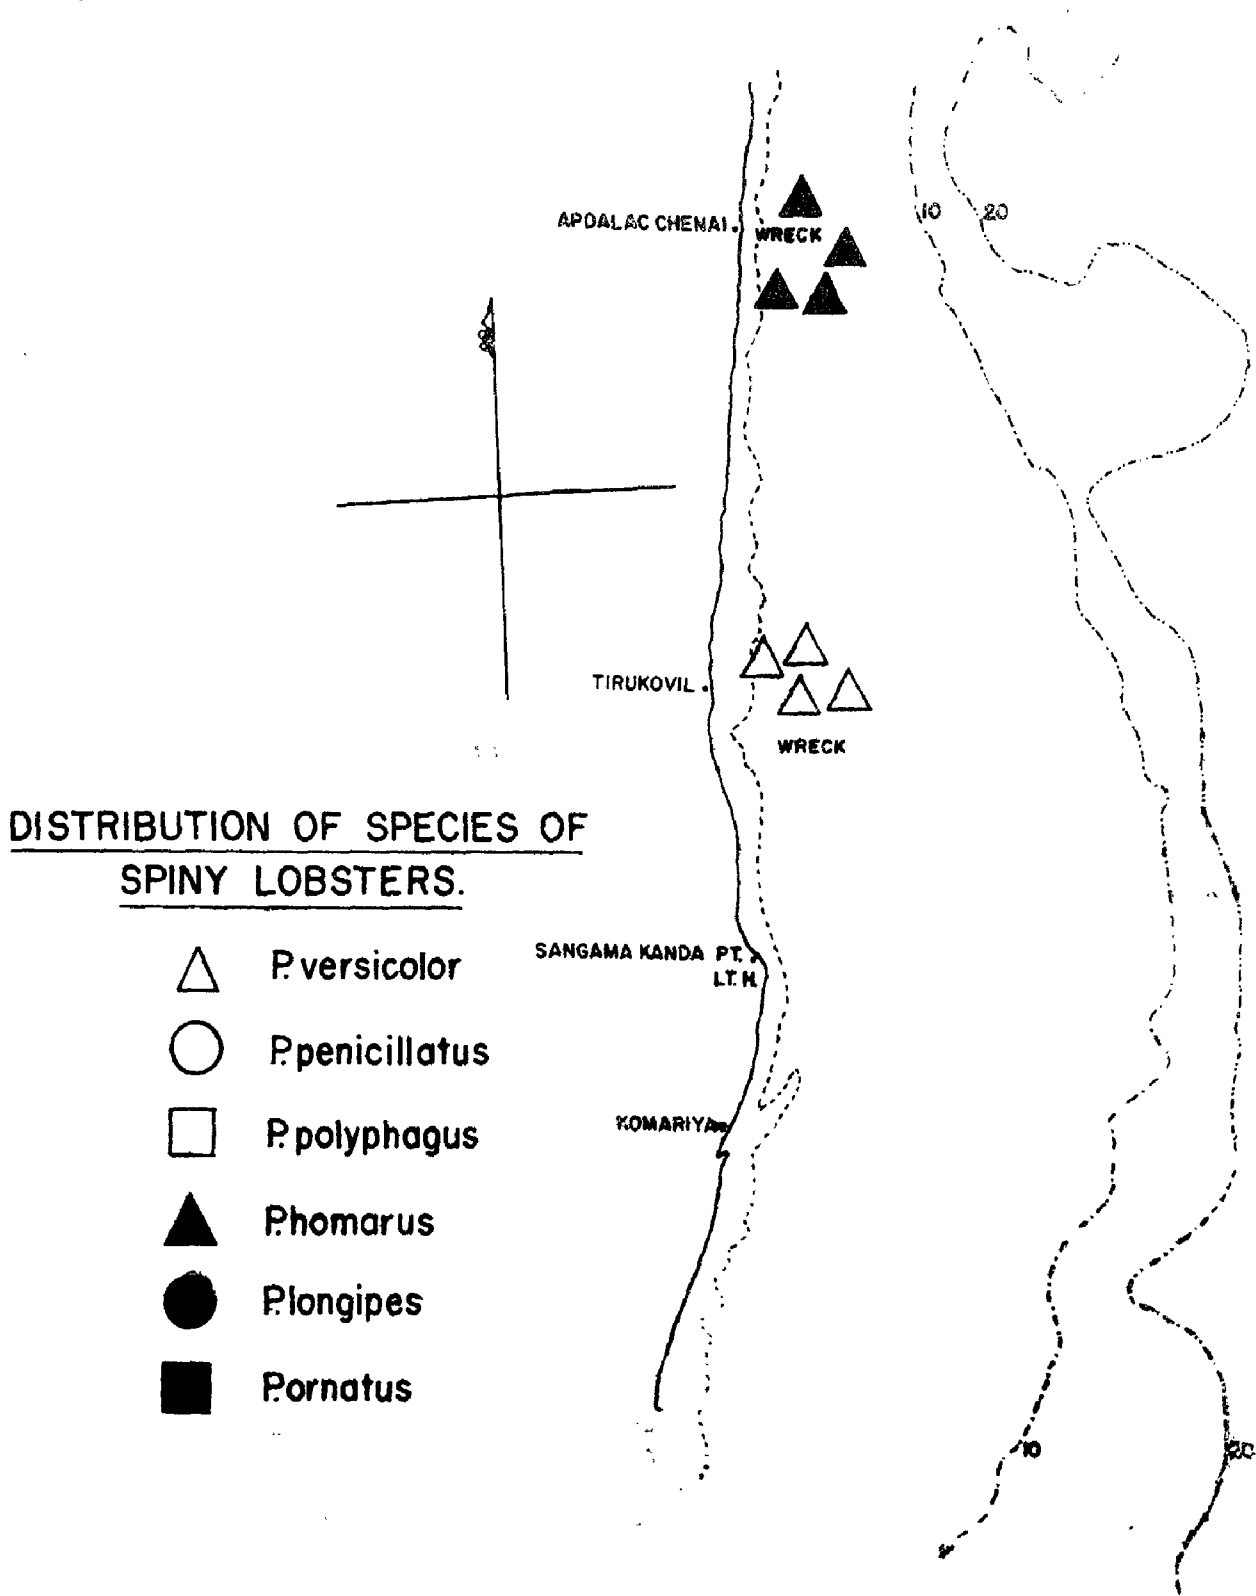 10
20
APDALAC CHENAI.
WRECK
TIRUKOVIL
WRECK
DISTRIBUTION OF SPECIES OF
SPINY LOBSTERS.
P. versicolor
SANGAMA KANDA PT.
LT. H.
P. penicillatus
KOMARIYA
P. polyphagus
P. homarus
P. longipes
P. ornatus
10
20